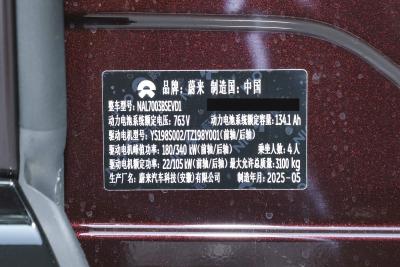 品牌：蔚来 制造国：中国
整车型号：NAL7003BSEVD1
动力电池系统额定电压：763 V 动力电池系统额定容量：134.1 Ah
驱动电机型号：YS198S002/TZ198Y001(前轴/后轴)
驱动电机峰值功率：180/340 kW(前轴/后轴) 乘坐人数：4 人
驱动电机额定功率：22/105 kW(前轴/后轴) 最大允许总质量：3100 kg
生产厂名：蔚来汽车科技(安徽)有限公司 制造年月：2025-05